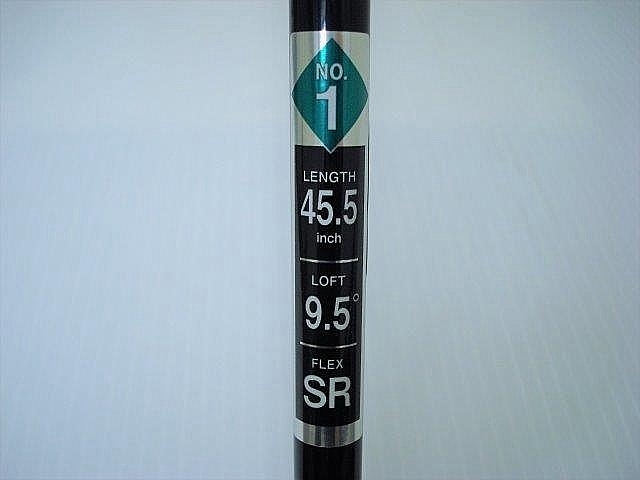 NO.
1
LENGTH
45.5
inch
LOFT
9.5°
FLEX
SR